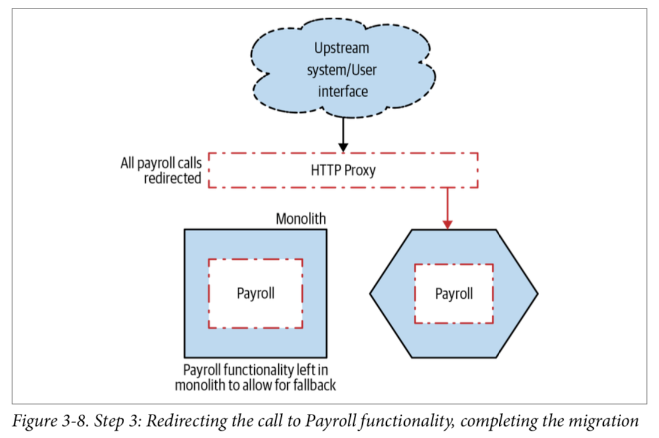 Upstream
system/User
interface
All payroll calls
redirected
HTTP Proxy
Monolith
Payroll
Payroll
Payroll functionality left in
monolith to allow for fallback
Figure 3-8. Step 3: Redirecting the call to Payroll functionality, completing the migration